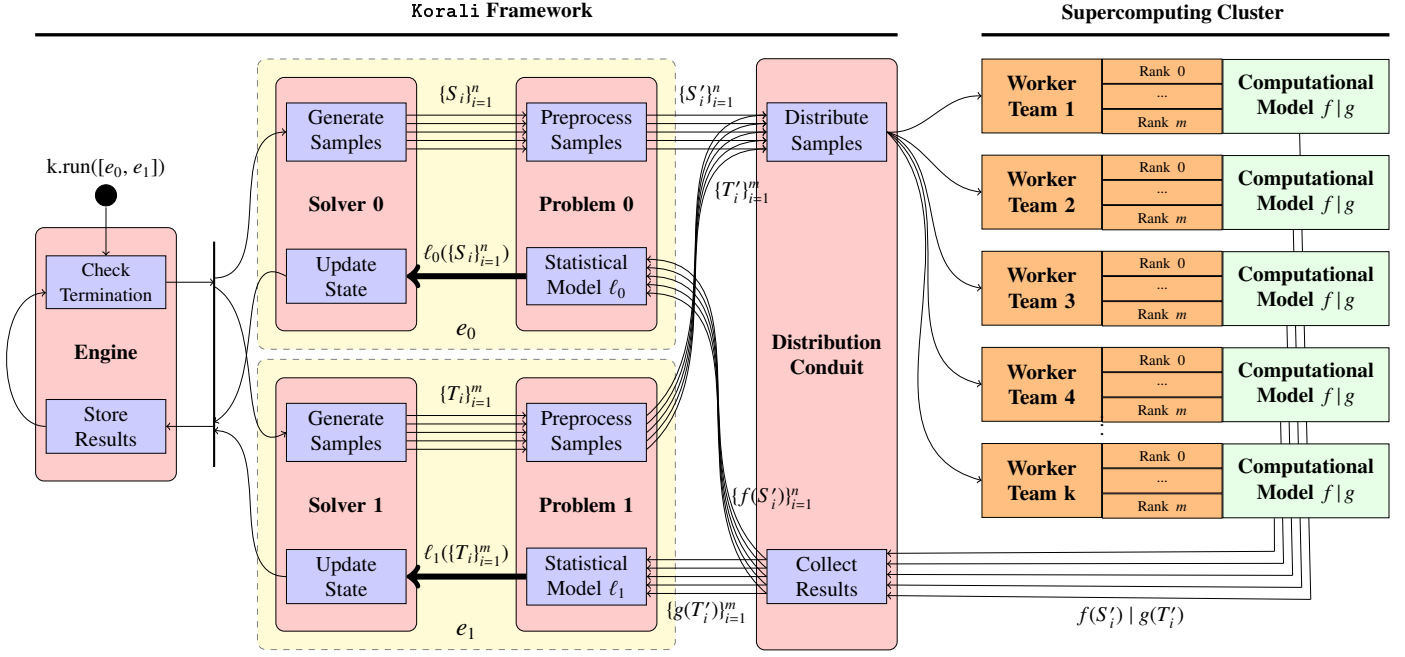 Korali Framework
Supercomputing Cluster
k.run([e₀, e₁])
Check
Termination
Engine
Store
Results
Generate
Samples
Solver 0
Update
State
{Sᵢ}ⁿᵢ₌₁
Preprocess
Samples
Problem 0
Statistical
Model ℓ₀
ℓ₀({Sᵢ}ⁿᵢ₌₁)
e₀
Generate
Samples
Solver 1
Update
State
{Tᵢ}ᵐᵢ₌₁
Preprocess
Samples
Problem 1
Statistical
Model ℓ₁
ℓ₁({Tᵢ}ᵐᵢ₌₁)
e₁
{S′ᵢ}ⁿᵢ₌₁
{T′ᵢ}ᵐᵢ₌₁
{f(S′ᵢ)}ⁿᵢ₌₁
{g(T′ᵢ)}ᵐᵢ₌₁
Distribute
Samples
Distribution
Conduit
Collect
Results
Worker
Team 1
Rank 0
...
Rank m
Computational
Model f | g
Worker
Team 2
Rank 0
...
Rank m
Computational
Model f | g
Worker
Team 3
Rank 0
...
Rank m
Computational
Model f | g
Worker
Team 4
Rank 0
...
Rank m
Computational
Model f | g
Worker
Team k
Rank 0
...
Rank m
Computational
Model f | g
f(S′ᵢ) | g(T′ᵢ)